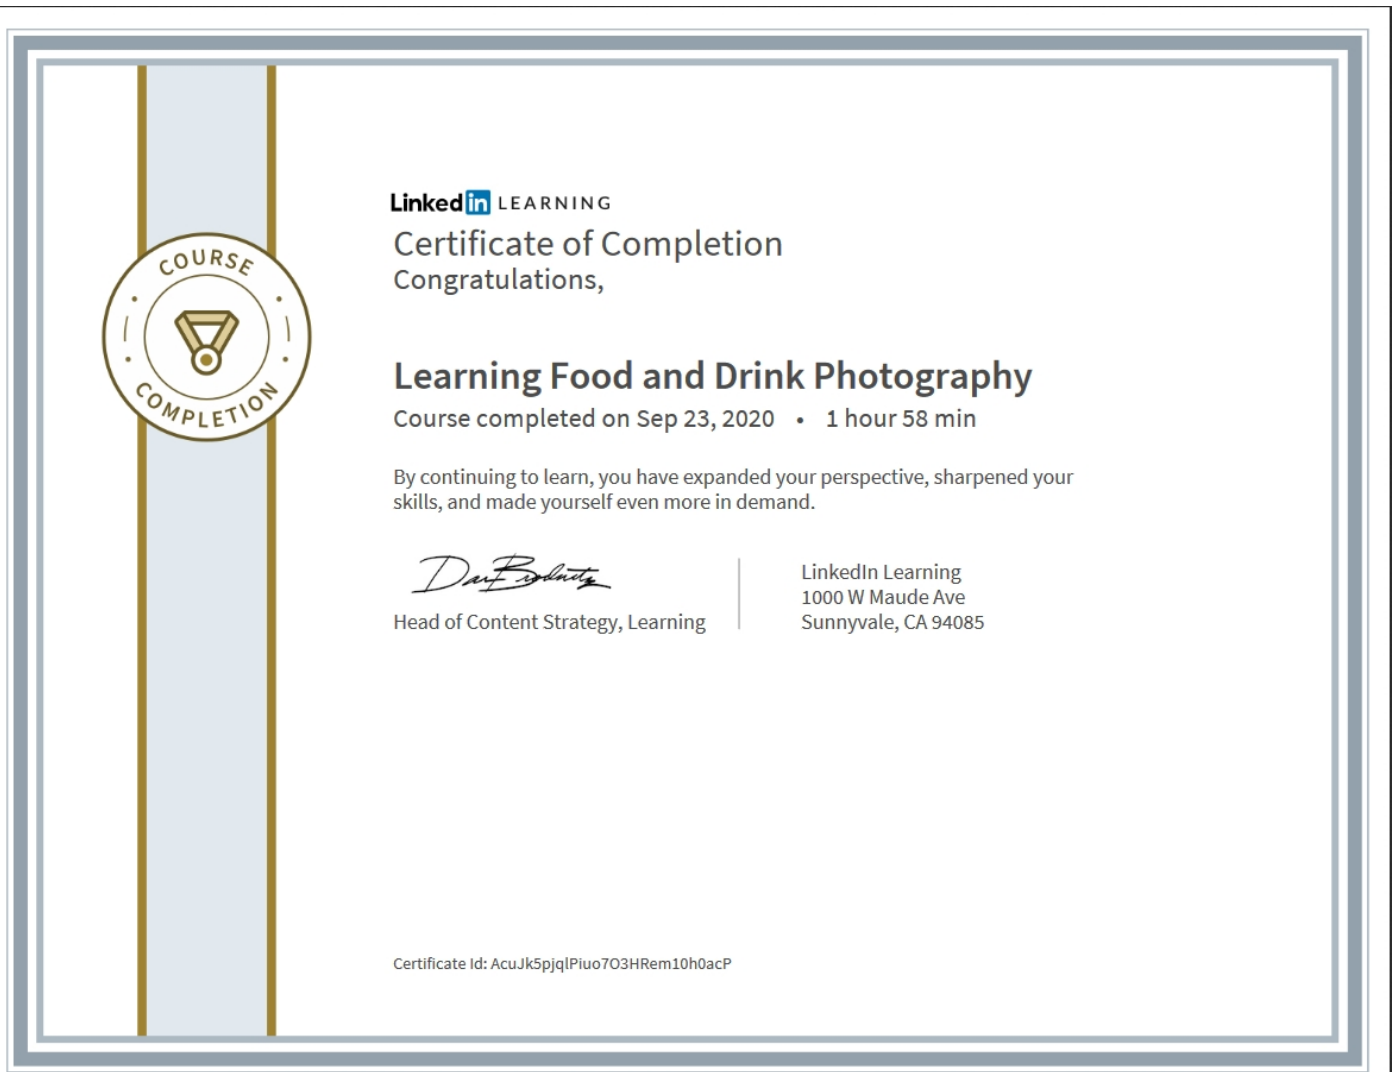 COURSE
COMPLETION
Linkedin LEARNING
Certificate of Completion
Congratulations,
Learning Food and Drink Photography
Course completed on Sep 23, 2020 • 1 hour 58 min
By continuing to learn, you have expanded your perspective, sharpened your
skills, and made yourself even more in demand.
Head of Content Strategy, Learning
LinkedIn Learning
1000 W Maude Ave
Sunnyvale, CA 94085
Certificate Id: AcuJk5pjqlPiuo7O3HRem10h0acP